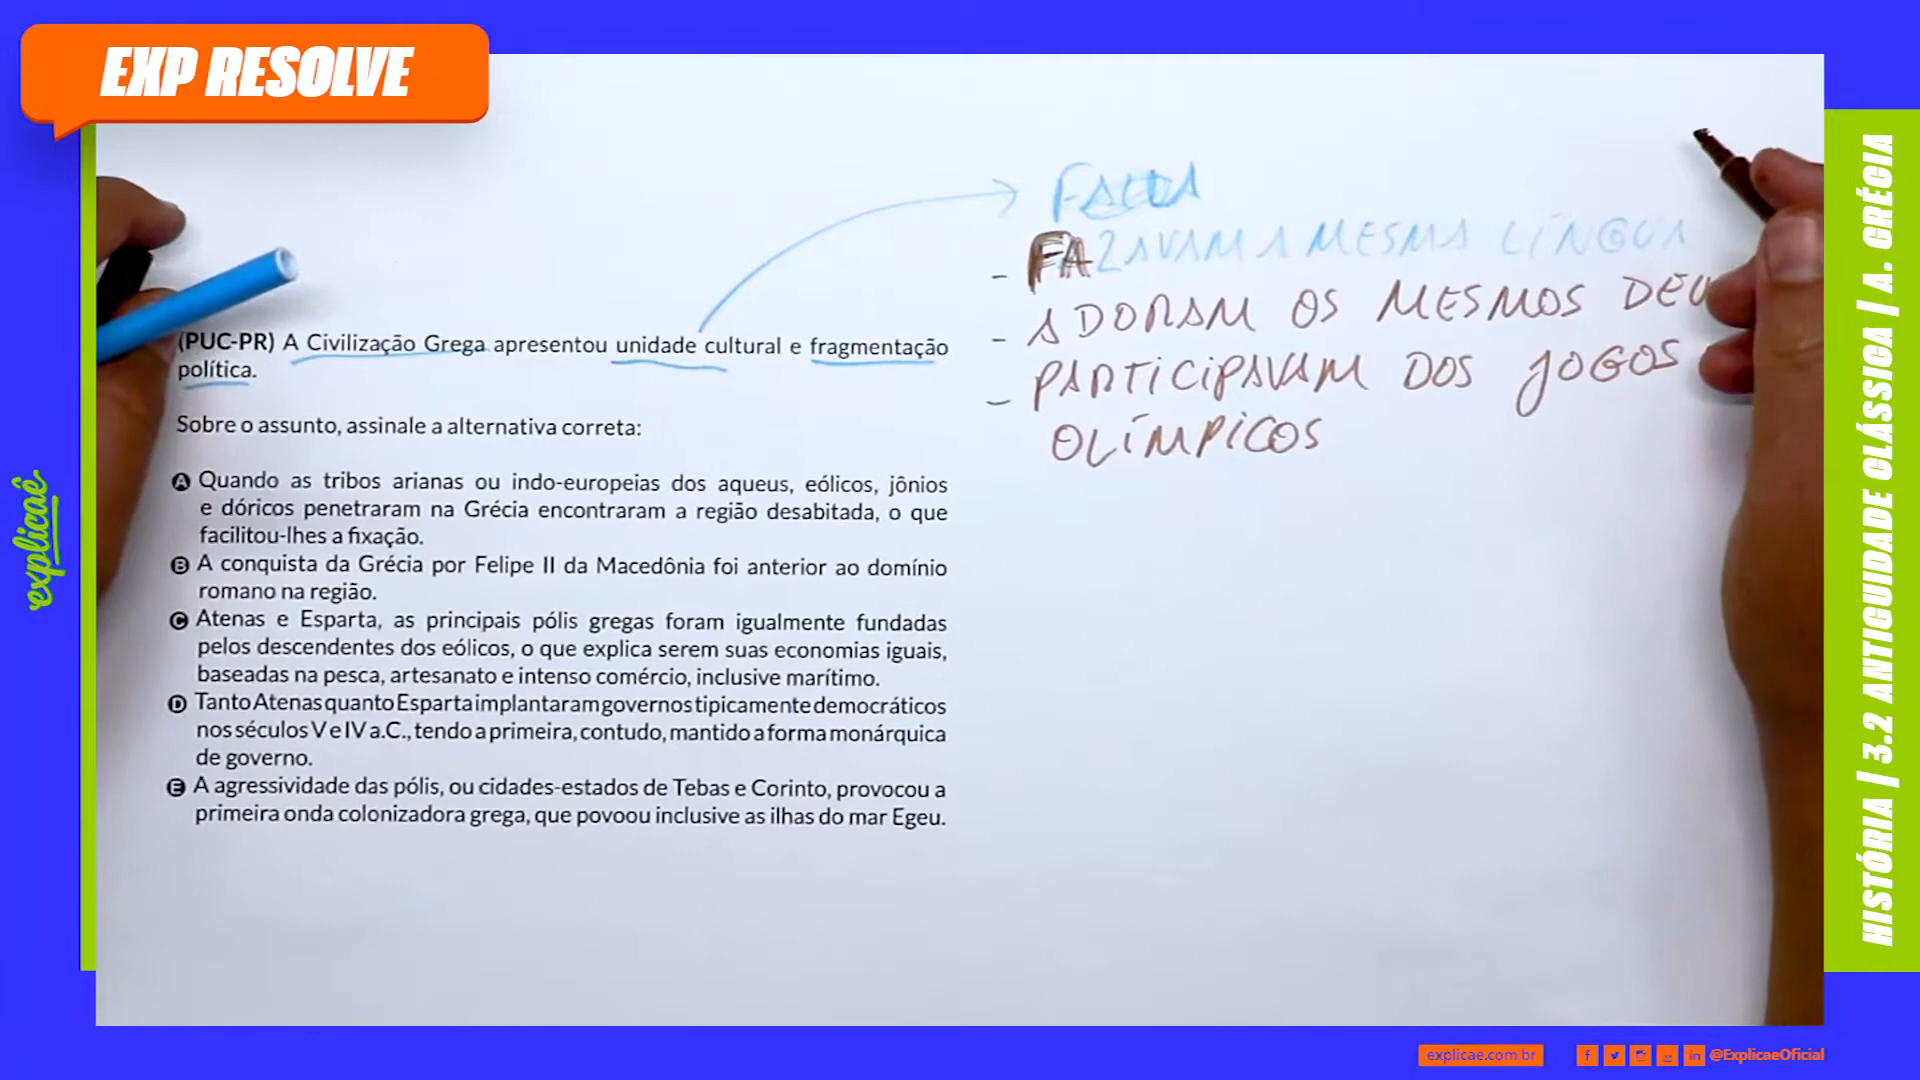 EXP RESOLVE
FALLA
- FAZAVAM A MESMA LÍNGUA
- ADORAM OS MESMOS DEU
- PARTICIPAVAM DOS JOGOS
OLÍMPICOS
(PUC-PR) A Civilização Grega apresentou unidade cultural e fragmentação
política.
Sobre o assunto, assinale a alternativa correta:
A Quando as tribos arianas ou indo-europeias dos aqueus, eólicos, jônios
e dóricos penetraram na Grécia encontraram a região desabitada, o que
facilitou-lhes a fixação.
B A conquista da Grécia por Felipe II da Macedônia foi anterior ao domínio
romano na região.
C Atenas e Esparta, as principais pólis gregas foram igualmente fundadas
pelos descendentes dos eólicos, o que explica serem suas economias iguais,
baseadas na pesca, artesanato e intenso comércio, inclusive marítimo.
D Tanto Atenas quanto Esparta implantaram governos tipicamente democráticos
nos séculos V e IV a.C., tendo a primeira, contudo, mantido a forma monárquica
de governo.
E A agressividade das pólis, ou cidades-estados de Tebas e Corinto, provocou a
primeira onda colonizadora grega, que povoou inclusive as ilhas do mar Egeu.
explicaê
HISTÓRIA | 3.2 ANTIGUIDADE CLÁSSICA | A. GRÉCIA
explicae.com.br
@ExplicaeOficial